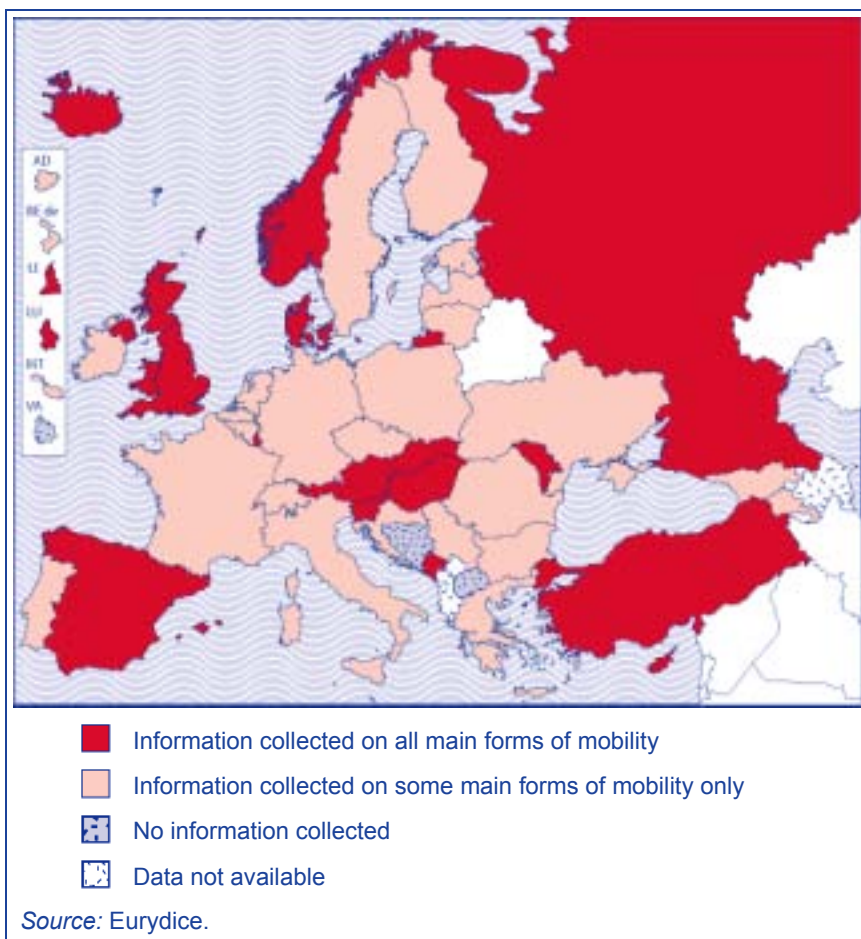 AD
BE de
LI
LU
MT
VA
Information collected on all main forms of mobility
Information collected on some main forms of mobility only
No information collected
Data not available
Source: Eurydice.